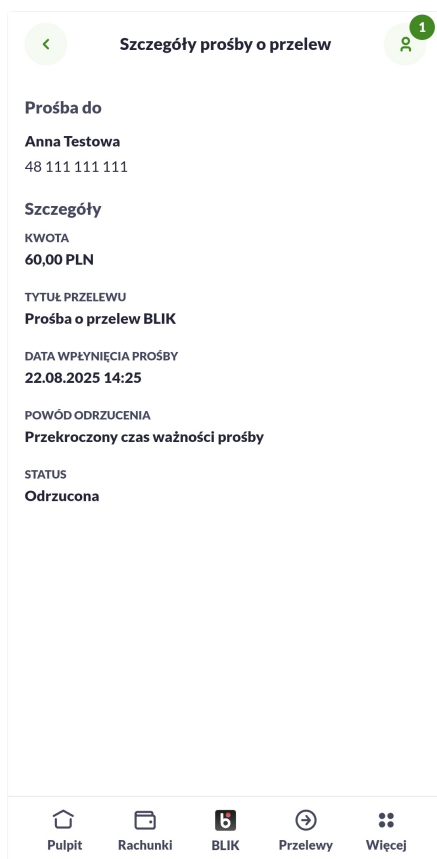 Szczegóły prośby o przelew
1
Prośba do
Anna Testowa
48 111 111 111
Szczegóły
KWOTA
60,00 PLN
TYTUŁ PRZELEWU
Prośba o przelew BLIK
DATA WPŁYNIĘCIA PROŚBY
22.08.2025 14:25
POWÓD ODRZUCENIA
Przekroczony czas ważności prośby
STATUS
Odrzucona
Pulpit Rachunki BLIK Przelewy Więcej